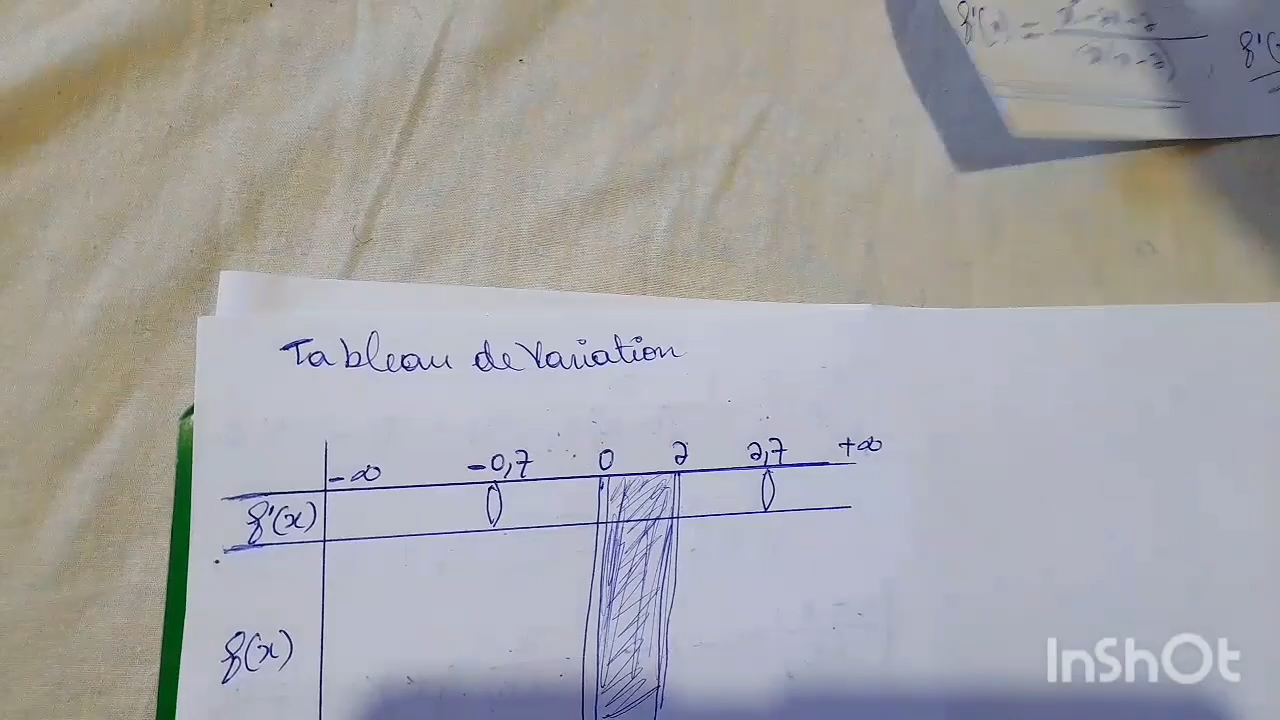 f'(x) =
Tableau de Variation
-∞ -0,7 0 2 2,7 +∞
f'(x) 0 0
f(x)
InShOt